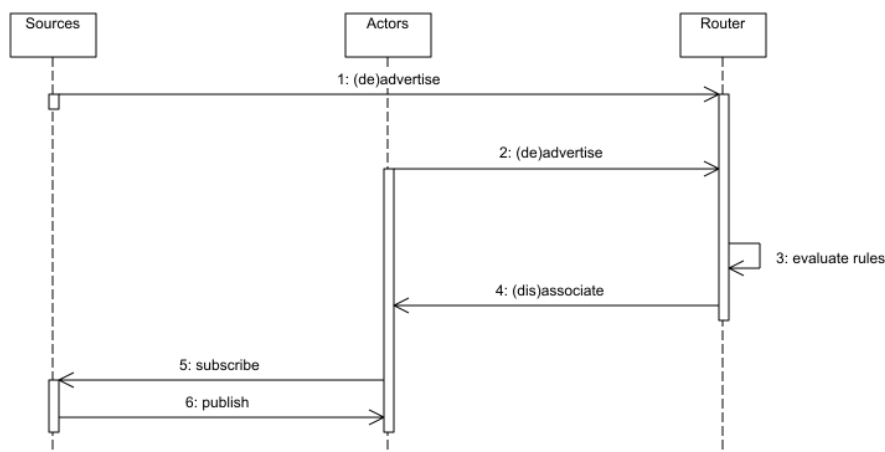 Sources
Actors
Router
1: (de)advertise
2: (de)advertise
3: evaluate rules
4: (dis)associate
5: subscribe
6: publish